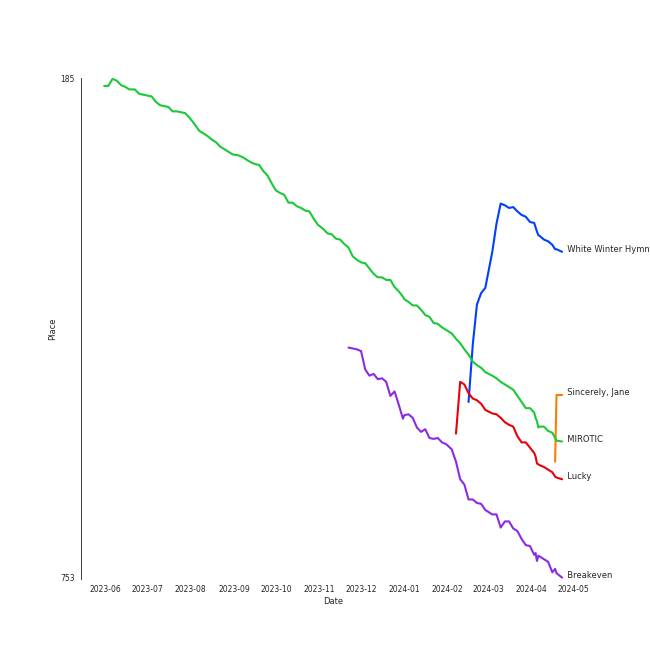 185
White Winter Hymn
Place
Sincerely, Jane
MIROTIC
Lucky
753
Breakeven
2023-06 2023-07 2023-08 2023-09 2023-10 2023-11 2023-12 2024-01 2024-02 2024-03 2024-04 2024-05
Date